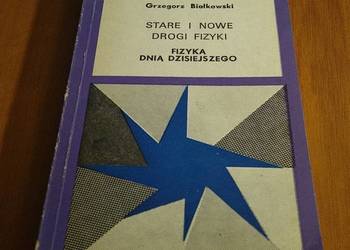 Grzegorz Białkowski
STARE I NOWE
DROGI FIZYKI
FIZYKA
DNIA DZISIEJSZEGO